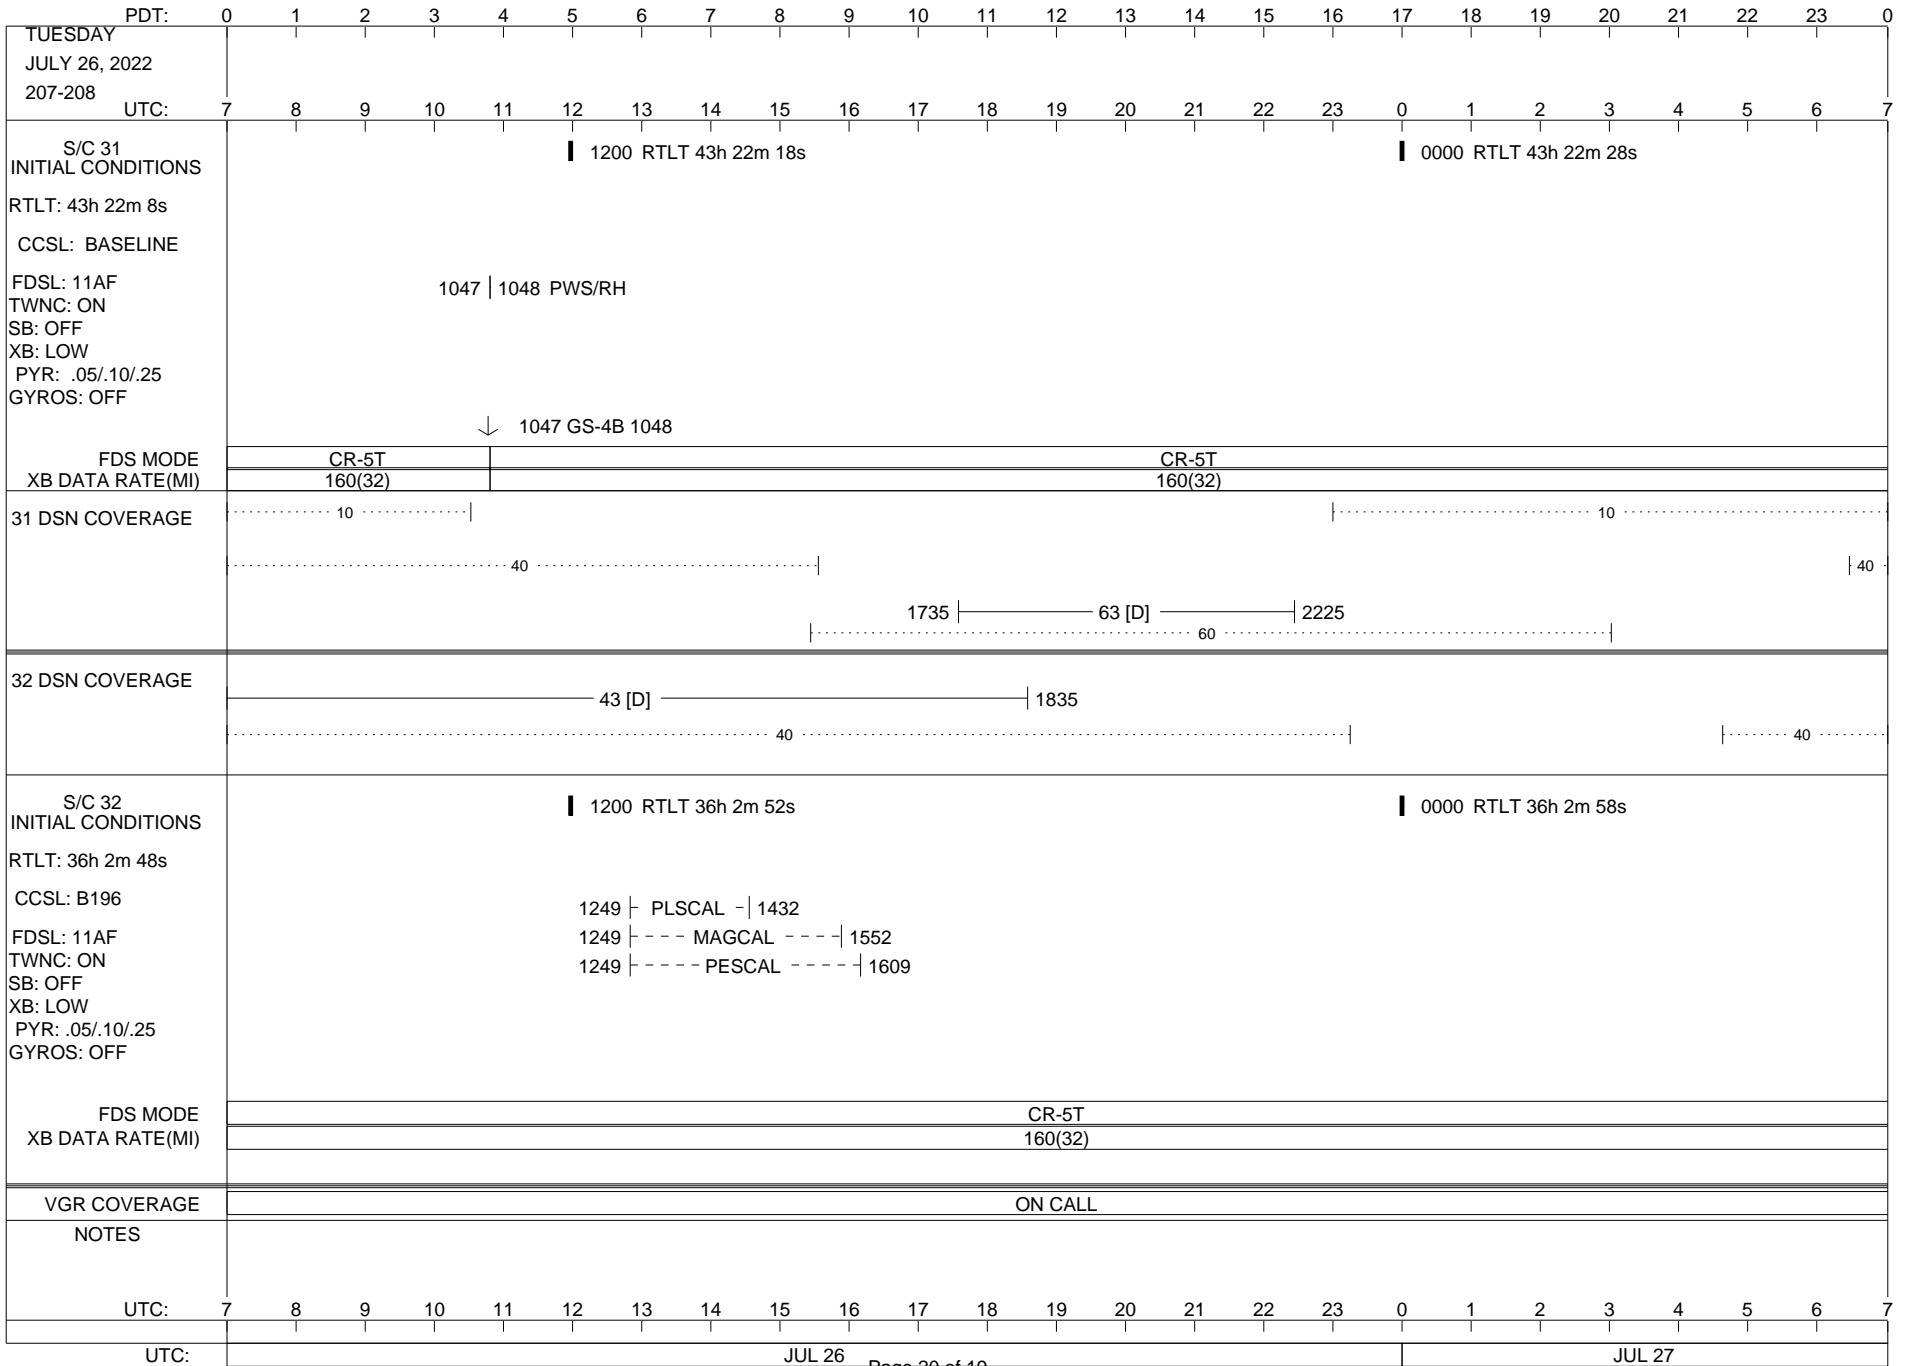 PDT: 0 1 2 3 4 5 6 7 8 9 10 11 12 13 14 15 16 17 18 19 20 21 22 23 0
TUESDAY
JULY 26, 2022
207-208
UTC: 7 8 9 10 11 12 13 14 15 16 17 18 19 20 21 22 23 0 1 2 3 4 5 6 7
S/C 31
INITIAL CONDITIONS
1200 RTLT 43h 22m 18s
0000 RTLT 43h 22m 28s
RTLT: 43h 22m 8s
CCSL: BASELINE
FDSL: 11AF
1047 1048 PWS/RH
TWNC: ON
SB: OFF
XB: LOW
PYR: .05/.10/.25
GYROS: OFF
1047 GS-4B 1048
FDS MODE CR-5T CR-5T
XB DATA RATE(MI) 160(32) 160(32)
31 DSN COVERAGE 10 10
40 40
1735 63 [D] 2225
60
32 DSN COVERAGE
43 [D] 1835
40 40
S/C 32
INITIAL CONDITIONS
1200 RTLT 36h 2m 52s
0000 RTLT 36h 2m 58s
RTLT: 36h 2m 48s
CCSL: B196
1249 PLSCAL 1432
FDSL: 11AF
1249 MAGCAL 1552
TWNC: ON
1249 PESCAL 1609
SB: OFF
XB: LOW
PYR: .05/.10/.25
GYROS: OFF
FDS MODE CR-5T
XB DATA RATE(MI) 160(32)
VGR COVERAGE ON CALL
NOTES
UTC: 7 8 9 10 11 12 13 14 15 16 17 18 19 20 21 22 23 0 1 2 3 4 5 6 7
UTC: JUL 26 JUL 27
Page 20 of 19